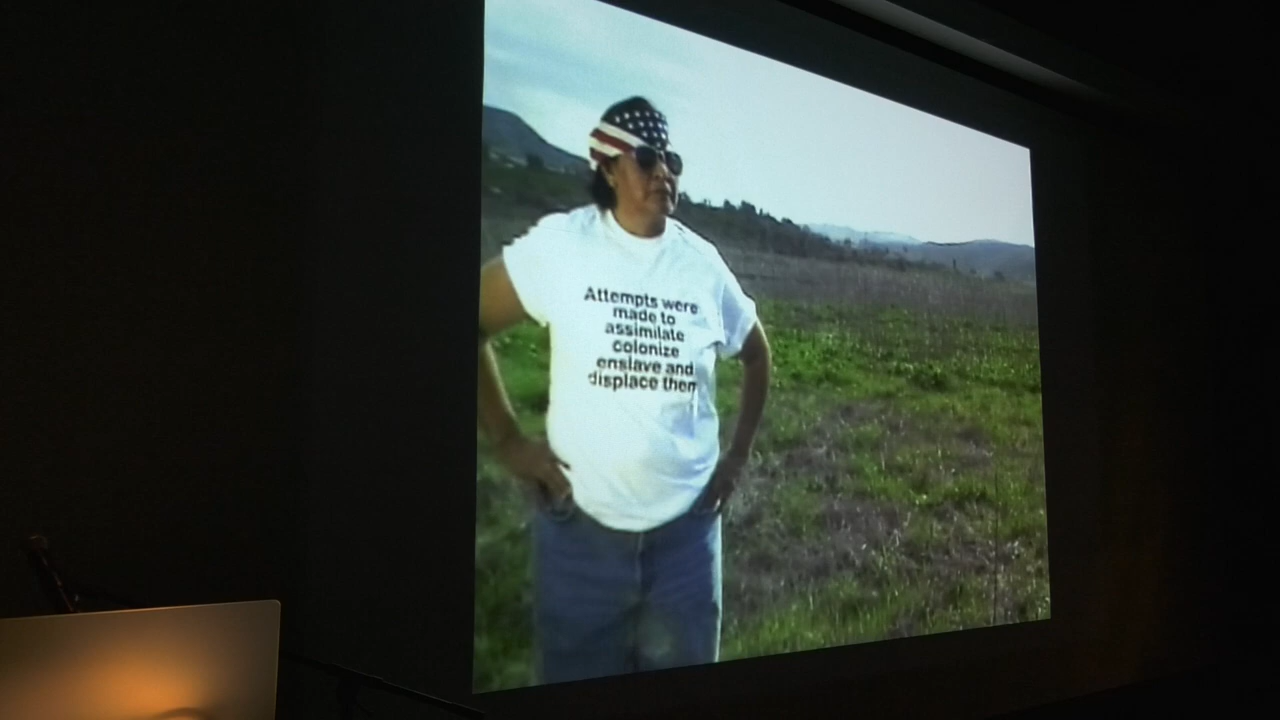 Attempts were
made to
assimilate
colonize
enslave and
displace them